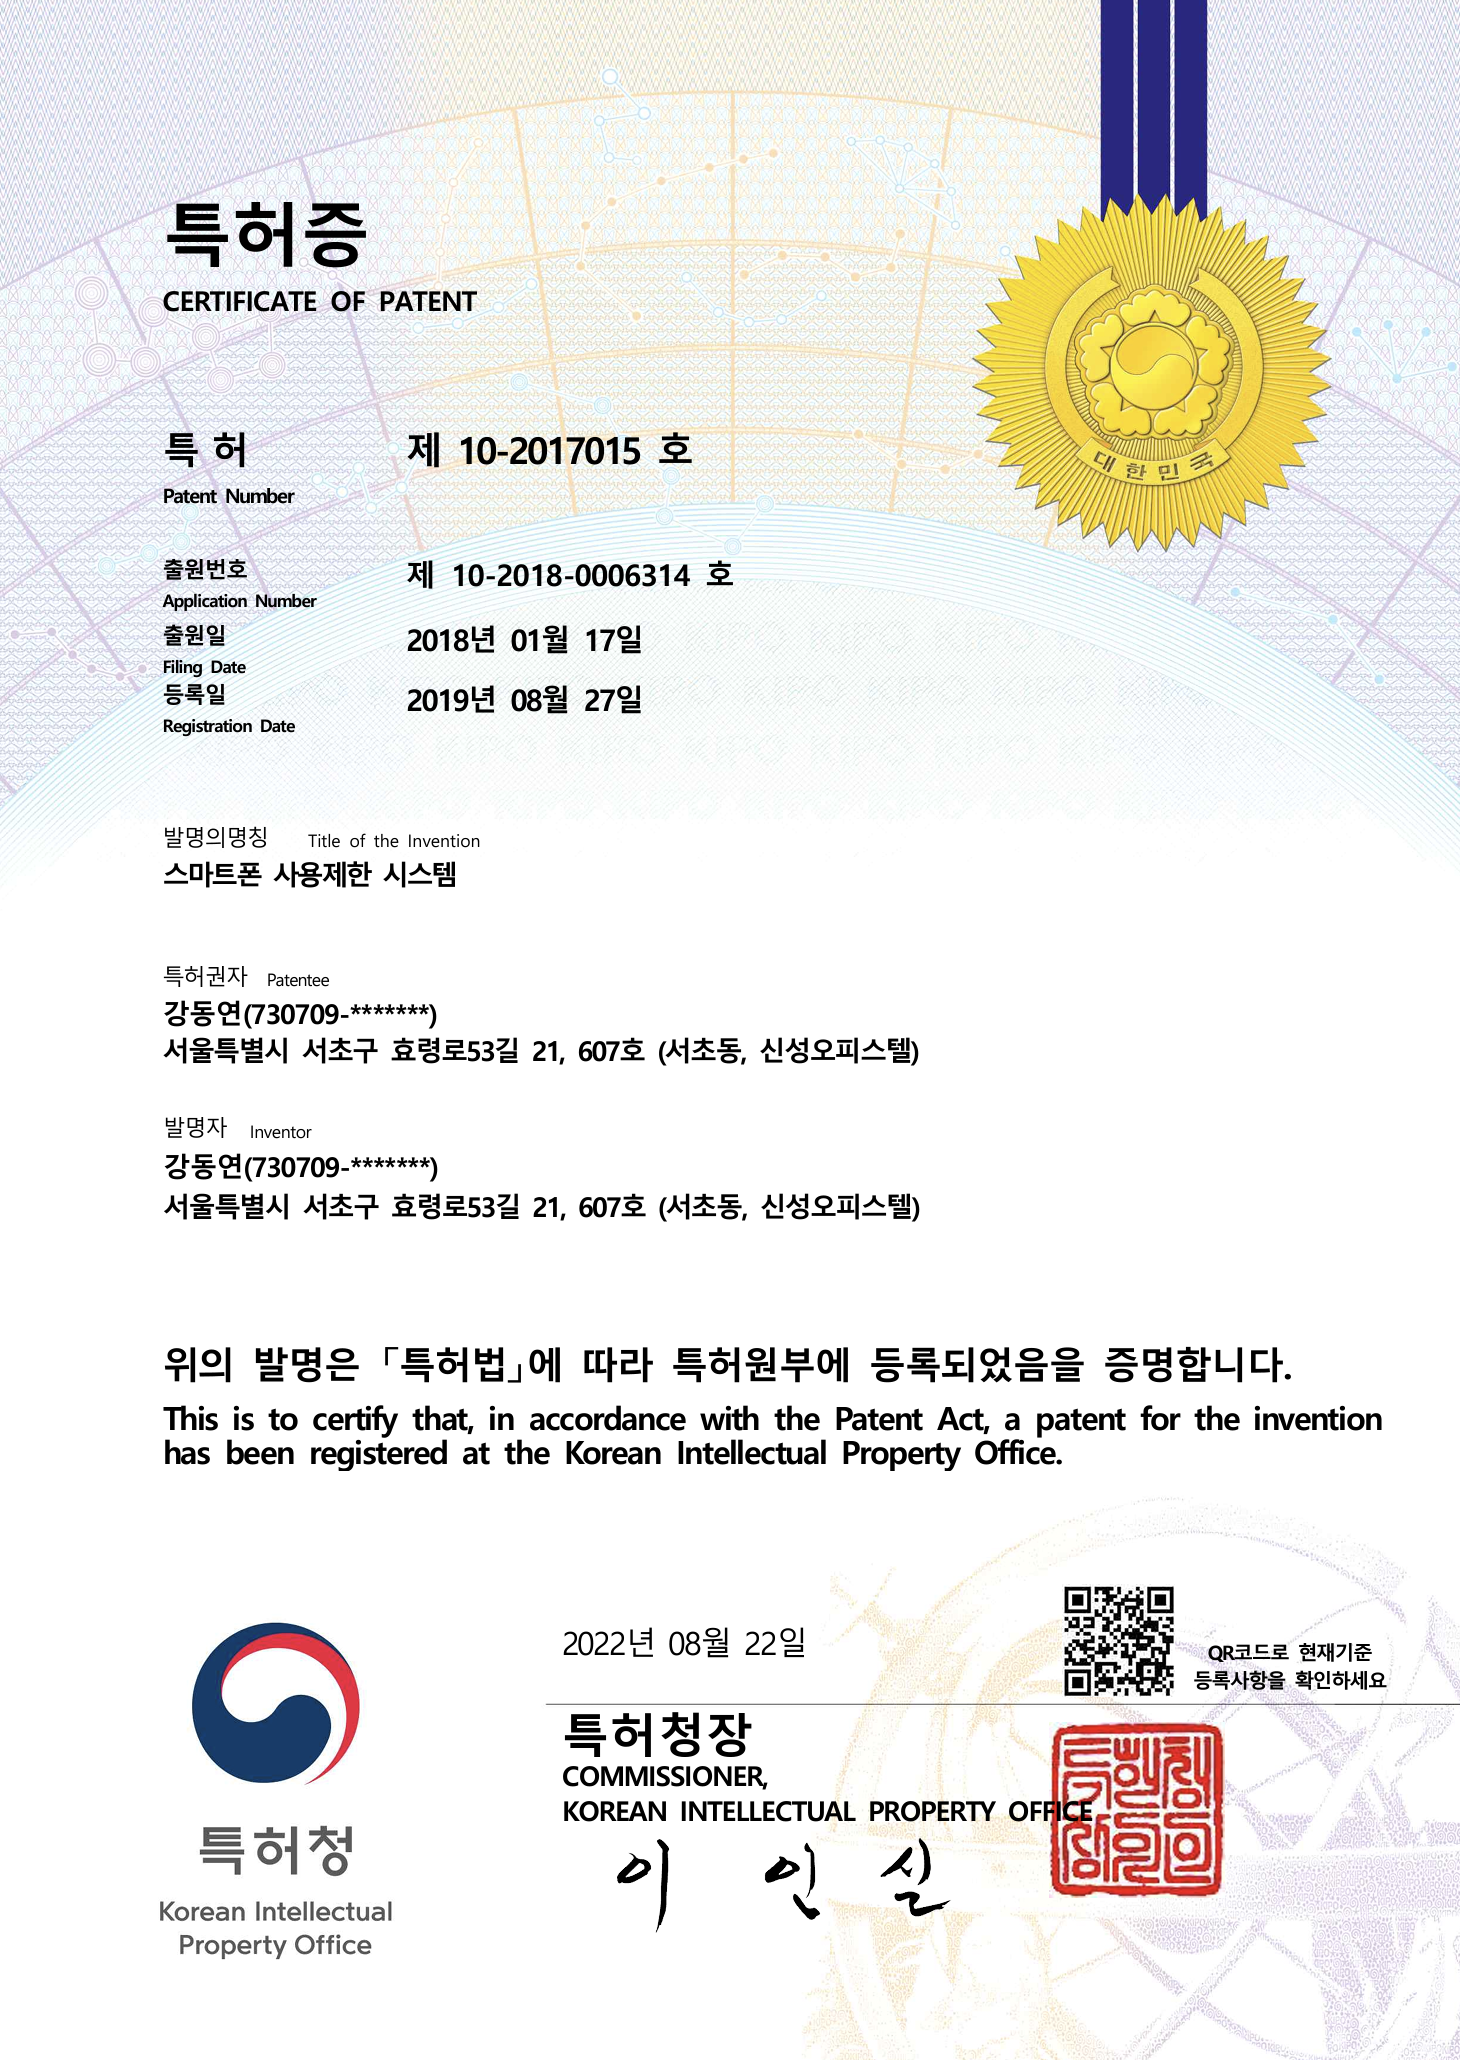 특허증
CERTIFICATE OF PATENT
대한민국
특 허 제 10-2017015 호
Patent Number
출원번호 제 10-2018-0006314 호
Application Number
출원일 2018년 01월 17일
Filing Date
등록일 2019년 08월 27일
Registration Date
발명의명칭 Title of the Invention
스마트폰 사용제한 시스템
특허권자 Patentee
강동연(730709-*******)
서울특별시 서초구 효령로53길 21, 607호 (서초동, 신성오피스텔)
발명자 Inventor
강동연(730709-*******)
서울특별시 서초구 효령로53길 21, 607호 (서초동, 신성오피스텔)
위의 발명은 「특허법」에 따라 특허원부에 등록되었음을 증명합니다.
This is to certify that, in accordance with the Patent Act, a patent for the invention
has been registered at the Korean Intellectual Property Office.
2022년 08월 22일
QR코드로 현재기준
등록사항을 확인하세요
특허청장
COMMISSIONER,
KOREAN INTELLECTUAL PROPERTY OFFICE
이 인 실
특허청장의인
특허청
Korean Intellectual
Property Office